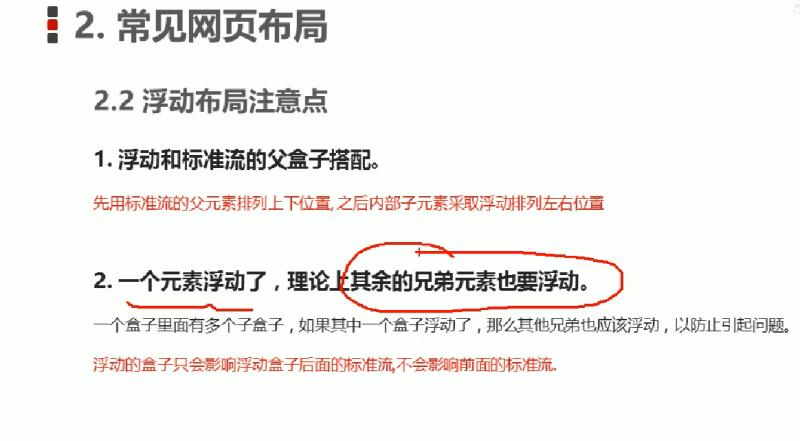 2. 常见网页布局
2.2 浮动布局注意点
1. 浮动和标准流的父盒子搭配。
先用标准流的父元素排列上下位置, 之后内部子元素采取浮动排列左右位置
2. 一个元素浮动了，理论上其余的兄弟元素也要浮动。
一个盒子里面有多个子盒子，如果其中一个盒子浮动了，那么其他兄弟也应该浮动，以防止引起问题。
浮动的盒子只会影响浮动盒子后面的标准流,不会影响前面的标准流.